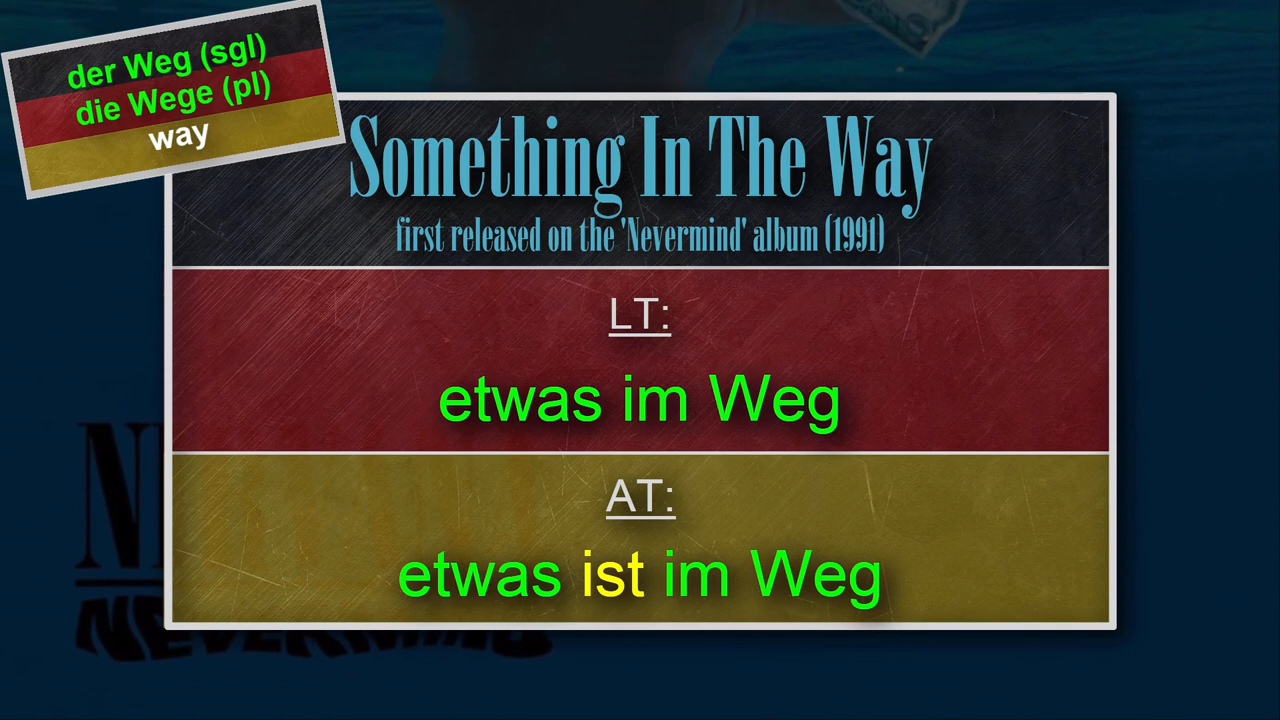 der Weg (sgl)
die Wege (pl)
way
Something In The Way
first released on the 'Nevermind' album (1991)
LT:
etwas im Weg
AT:
etwas ist im Weg
NEVERMIND